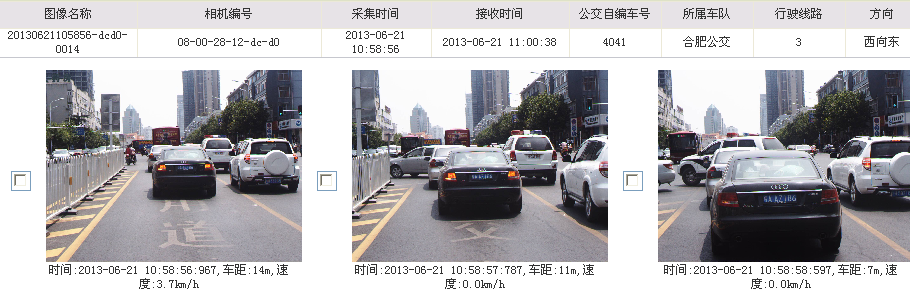 图像名称 相机编号 采集时间 接收时间 公交自编车号 所属车队 行驶线路 方向
20130621105856-dcd0-0014 08-00-28-12-dc-d0 2013-06-21 10:58:56 2013-06-21 11:00:38 4041 合肥公交 3 西向东
道
时间:2013-06-21 10:58:56:967,车距:14m,速度:3.7km/h
时间:2013-06-21 10:58:57:787,车距:11m,速度:0.0km/h
时间:2013-06-21 10:58:58:597,车距:7m,速度:0.0km/h